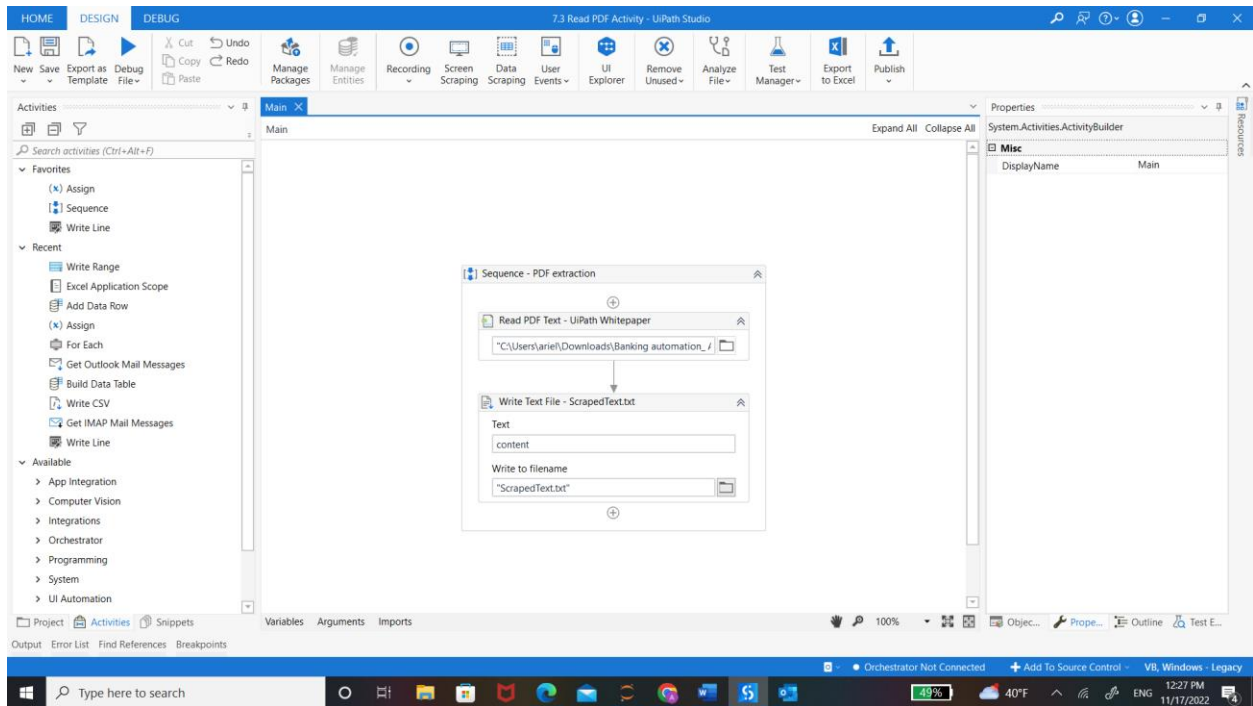 HOME DESIGN DEBUG 7.3 Read PDF Activity - UiPath Studio
New Save Export as Template Debug File Cut Copy Paste Undo Redo Manage Packages Manage Entities Recording Screen Scraping Data Scraping User Events UI Explorer Remove Unused Analyze File Test Manager Export to Excel Publish
Activities
Search activities (Ctrl+Alt+F)
Favorites
(x) Assign
Sequence
Write Line
Recent
Write Range
Excel Application Scope
Add Data Row
(x) Assign
For Each
Get Outlook Mail Messages
Build Data Table
Write CSV
Get IMAP Mail Messages
Write Line
Available
App Integration
Computer Vision
Integrations
Orchestrator
Programming
System
UI Automation
Project Activities Snippets
Main
Main Expand All Collapse All
Sequence - PDF extraction
Read PDF Text - UiPath Whitepaper
"C:\Users\ariel\Downloads\Banking automation_
Write Text File - ScrapedText.txt
Text
content
Write to filename
"ScrapedText.txt"
Variables Arguments Imports 100%
Properties
System.Activities.ActivityBuilder
Misc
DisplayName Main
Resources
Objec... Prope... Outline Test E...
Output Error List Find References Breakpoints
Orchestrator Not Connected Add To Source Control VB, Windows - Legacy
Type here to search 49% 40°F ENG 12:27 PM
11/17/2022
4